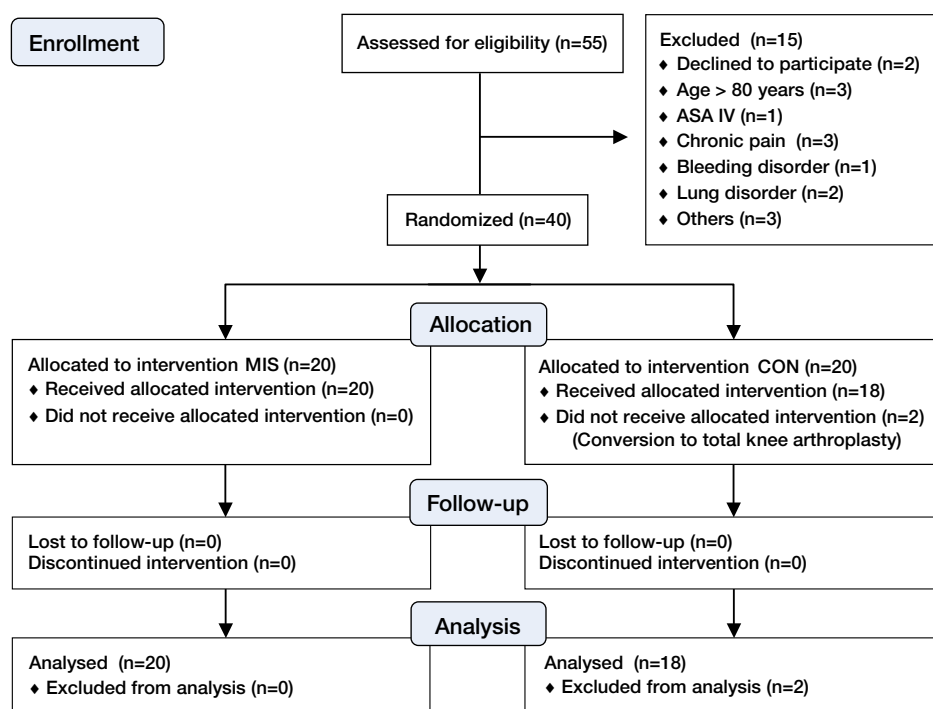 Enrollment
Assessed for eligibility (n=55)
Excluded (n=15)
♦ Declined to participate (n=2)
♦ Age > 80 years (n=3)
♦ ASA IV (n=1)
♦ Chronic pain (n=3)
♦ Bleeding disorder (n=1)
♦ Lung disorder (n=2)
♦ Others (n=3)
Randomized (n=40)
Allocation
Allocated to intervention MIS (n=20)
♦ Received allocated intervention (n=20)
♦ Did not receive allocated intervention (n=0)
Allocated to intervention CON (n=20)
♦ Received allocated intervention (n=18)
♦ Did not receive allocated intervention (n=2)
(Conversion to total knee arthroplasty)
Follow-up
Lost to follow-up (n=0)
Discontinued intervention (n=0)
Lost to follow-up (n=0)
Discontinued intervention (n=0)
Analysis
Analysed (n=20)
♦ Excluded from analysis (n=0)
Analysed (n=18)
♦ Excluded from analysis (n=2)